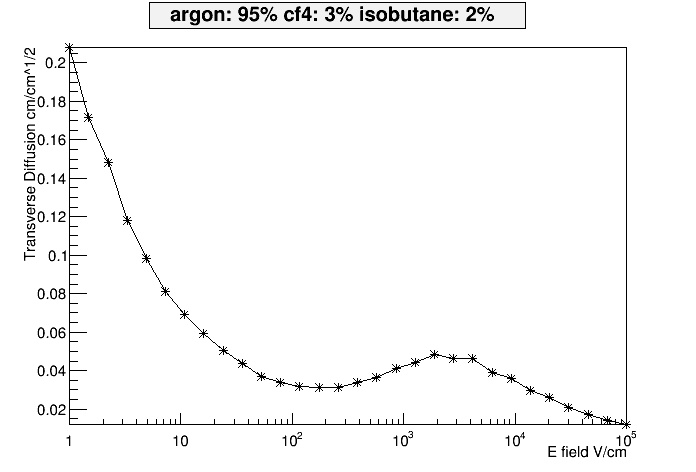 argon: 95% cf4: 3% isobutane: 2%
Transverse Diffusion cm/cm^1/2
0.2
0.18
0.16
0.14
0.12
0.1
0.08
0.06
0.04
0.02
1 10 10² 10³ 10⁴ 10⁵
E field V/cm